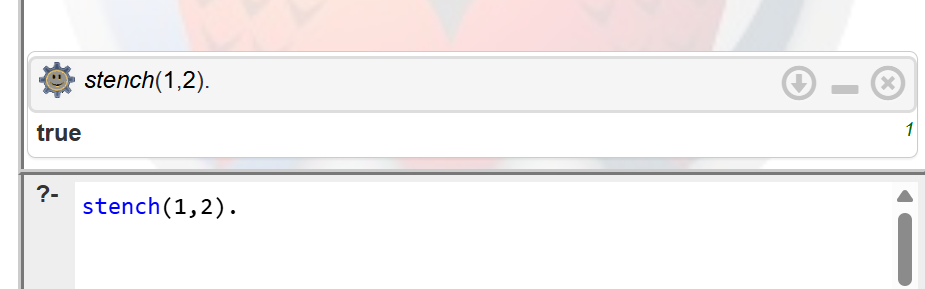 stench(1,2).
true
1
?-
stench(1,2).